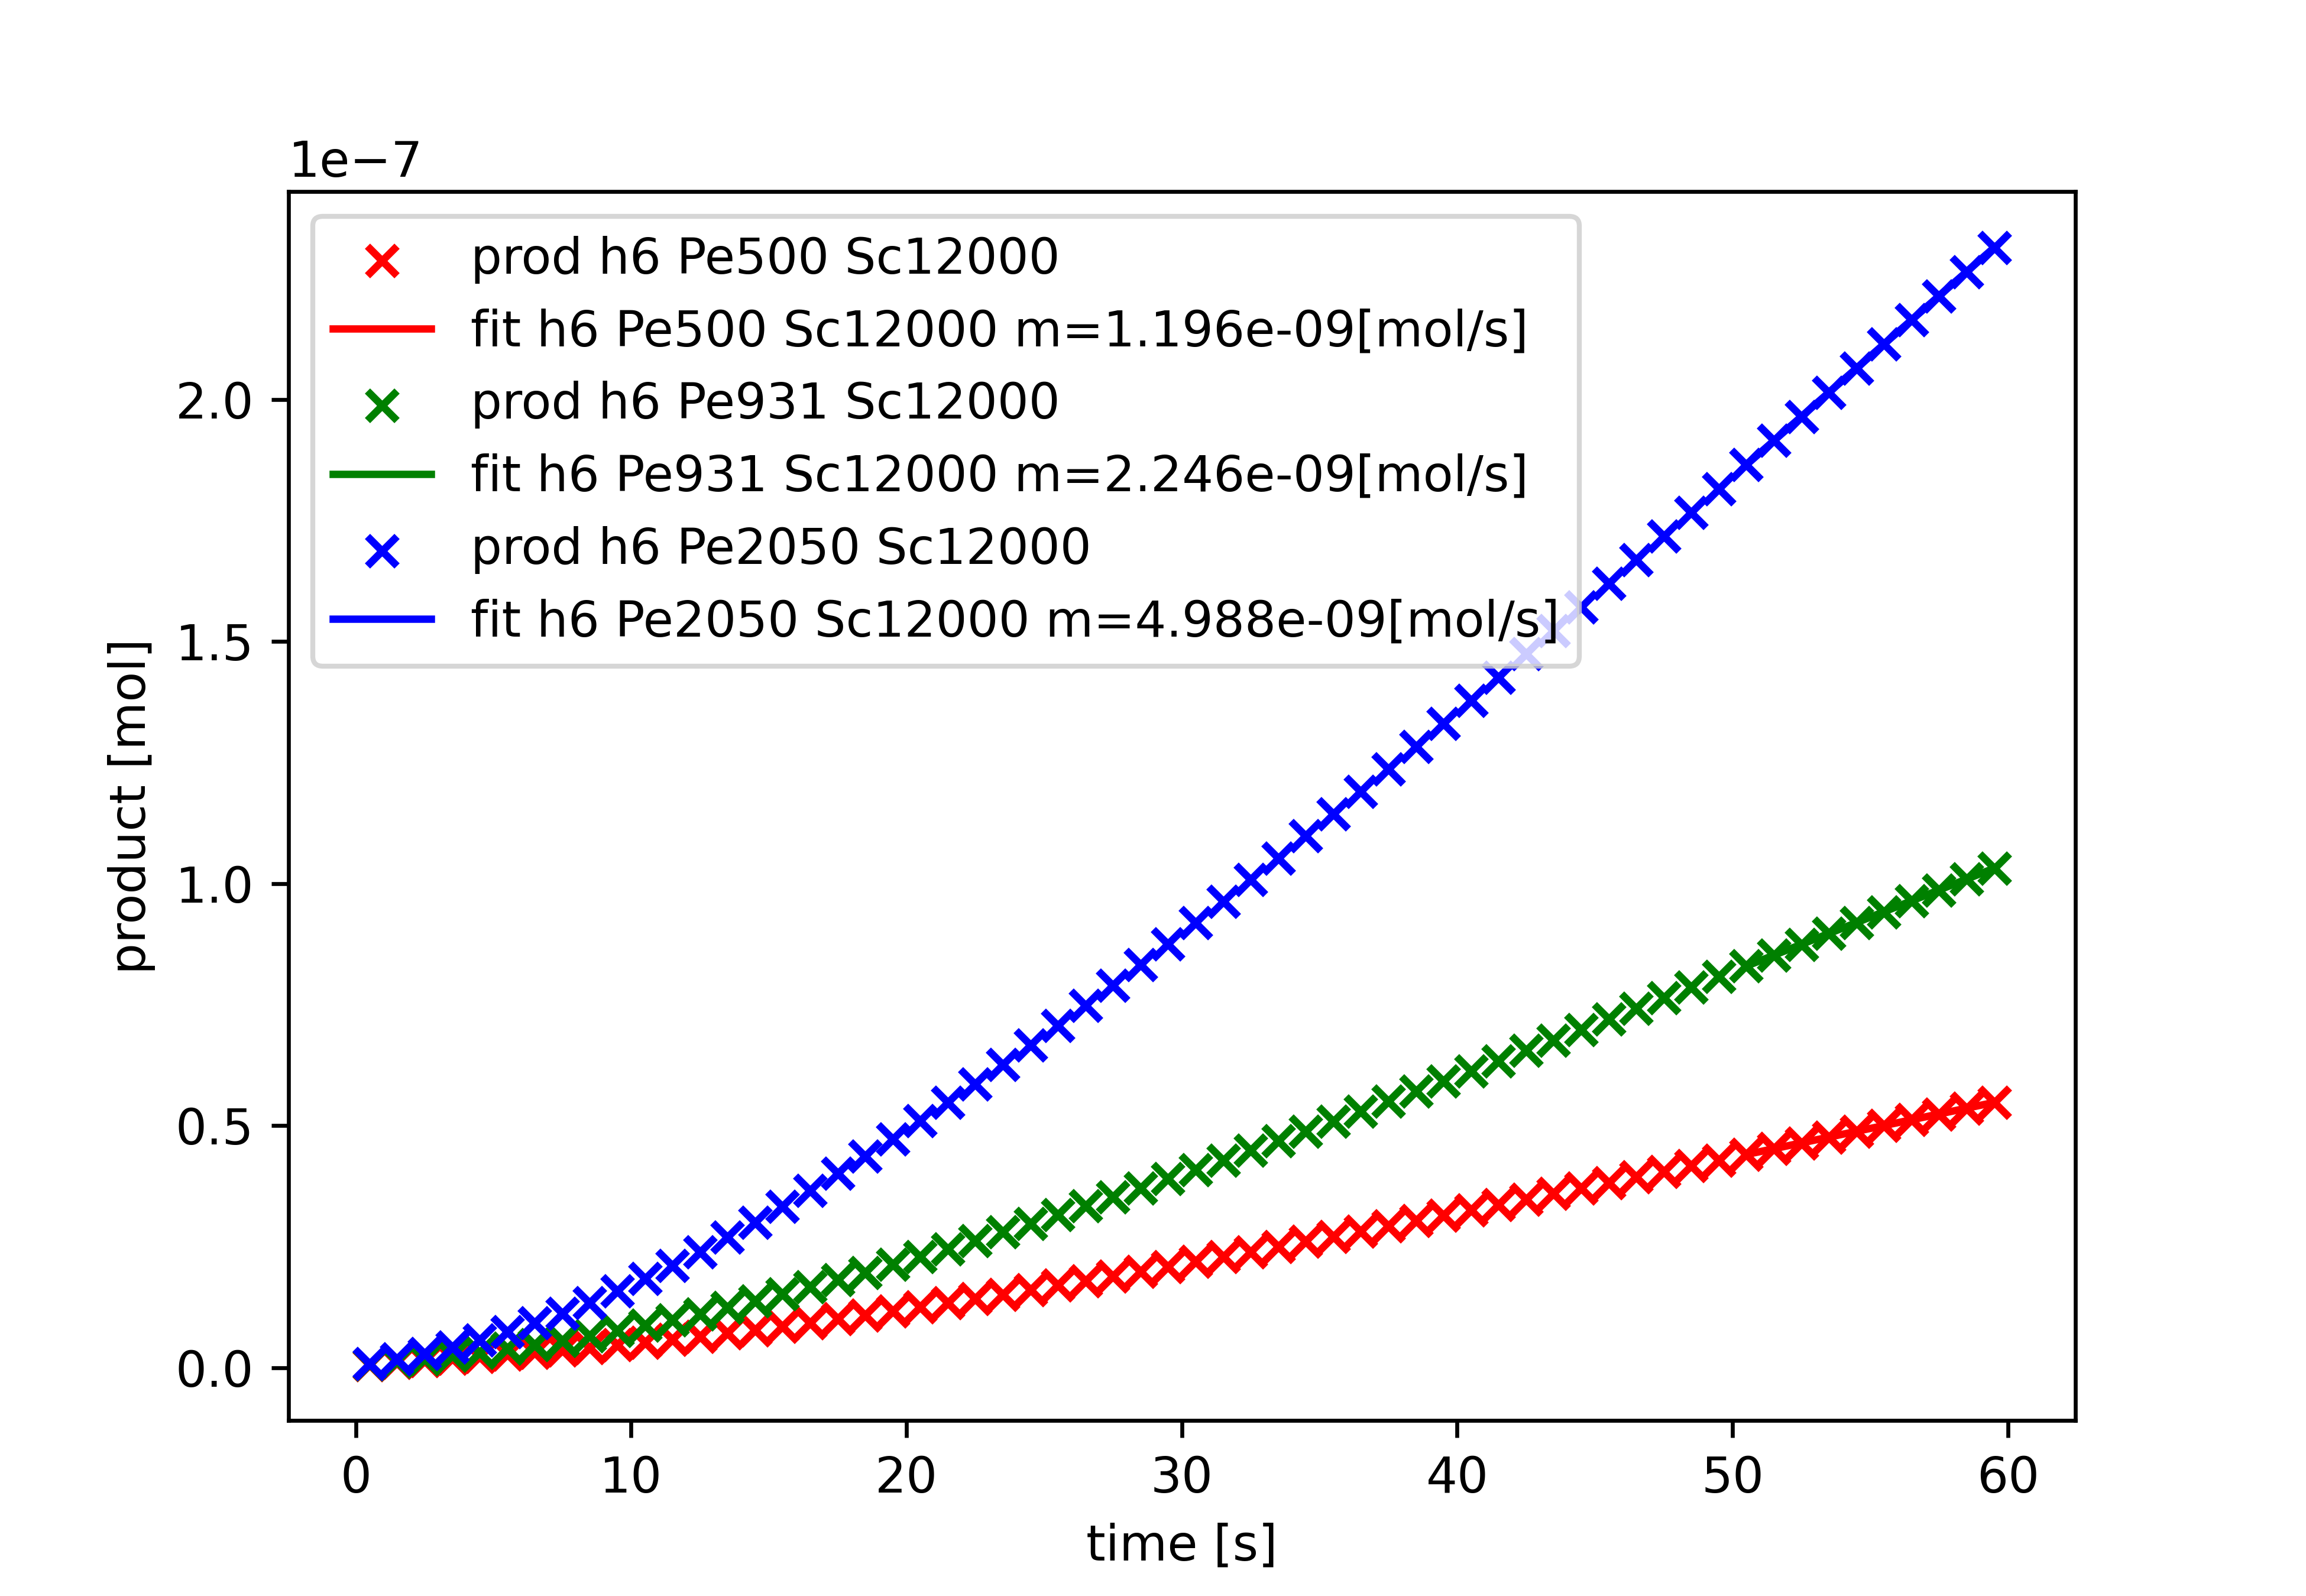 1e−7
prod h6 Pe500 Sc12000
fit h6 Pe500 Sc12000 m=1.196e-09[mol/s]
prod h6 Pe931 Sc12000
fit h6 Pe931 Sc12000 m=2.246e-09[mol/s]
prod h6 Pe2050 Sc12000
fit h6 Pe2050 Sc12000 m=4.988e-09[mol/s]
product [mol]
2.0
1.5
1.0
0.5
0.0
0 10 20 30 40 50 60
time [s]